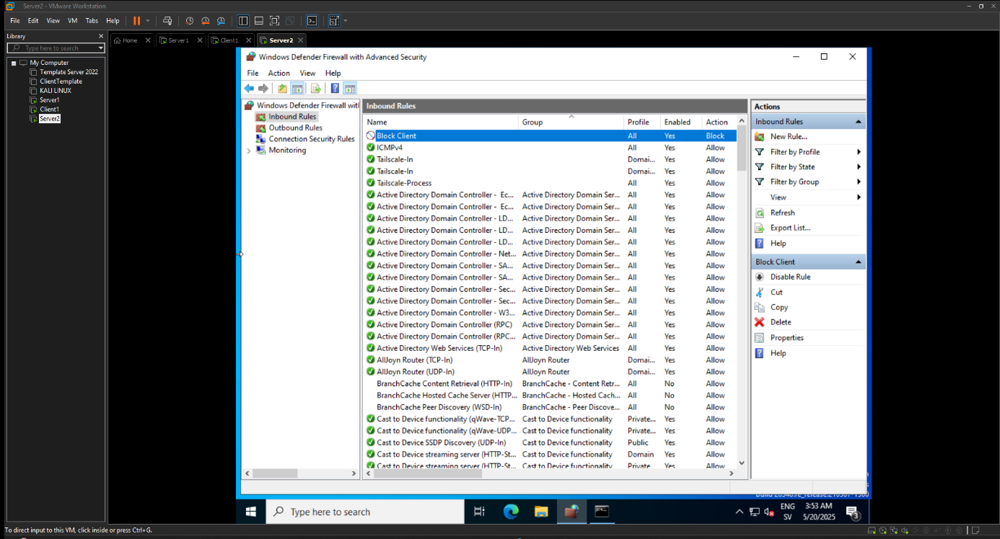 Server2 - VMware Workstation
File Edit View VM Tabs Help
Library
Type here to search
My Computer
Template Server 2022
ClientTemplate
KALI LINUX
Server1
Client1
Server2
Home Server1 Client1 Server2
Windows Defender Firewall with Advanced Security
File Action View Help
Windows Defender Firewall witl
Inbound Rules
Outbound Rules
Connection Security Rules
Monitoring
Inbound Rules
Name Group Profile Enabled Action
Block Client All Yes Block
ICMPv4 All Yes Allow
Tailscale-In Domai... Yes Allow
Tailscale-In Domai... Yes Allow
Tailscale-Process All Yes Allow
Active Directory Domain Controller - Ec... Active Directory Domain Ser... All Yes Allow
Active Directory Domain Controller - Ec... Active Directory Domain Ser... All Yes Allow
Active Directory Domain Controller - LD... Active Directory Domain Ser... All Yes Allow
Active Directory Domain Controller - LD... Active Directory Domain Ser... All Yes Allow
Active Directory Domain Controller - LD... Active Directory Domain Ser... All Yes Allow
Active Directory Domain Controller - Net... Active Directory Domain Ser... All Yes Allow
Active Directory Domain Controller - SA... Active Directory Domain Ser... All Yes Allow
Active Directory Domain Controller - SA... Active Directory Domain Ser... All Yes Allow
Active Directory Domain Controller - Sec... Active Directory Domain Ser... All Yes Allow
Active Directory Domain Controller - Sec... Active Directory Domain Ser... All Yes Allow
Active Directory Domain Controller - W3... Active Directory Domain Ser... All Yes Allow
Active Directory Domain Controller (RPC) Active Directory Domain Ser... All Yes Allow
Active Directory Domain Controller (RPC... Active Directory Domain Ser... All Yes Allow
Active Directory Web Services (TCP-In) Active Directory Web Services All Yes Allow
AllJoyn Router (TCP-In) AllJoyn Router Domai... Yes Allow
AllJoyn Router (UDP-In) AllJoyn Router Domai... Yes Allow
BranchCache Content Retrieval (HTTP-In) BranchCache - Content Retr... All No Allow
BranchCache Hosted Cache Server (HTTP... BranchCache - Hosted Cach... All No Allow
BranchCache Peer Discovery (WSD-In) BranchCache - Peer Discove... All No Allow
Cast to Device functionality (qWave-TCP... Cast to Device functionality Private... Yes Allow
Cast to Device functionality (qWave-UDP... Cast to Device functionality Private... Yes Allow
Cast to Device SSDP Discovery (UDP-In) Cast to Device functionality Public Yes Allow
Cast to Device streaming server (HTTP-St... Cast to Device functionality Domain Yes Allow
Cast to Device streaming server (HTTP-St... Cast to Device functionality Private Yes Allow
Actions
Inbound Rules
New Rule...
Filter by Profile
Filter by State
Filter by Group
View
Refresh
Export List...
Help
Block Client
Disable Rule
Cut
Copy
Delete
Properties
Help
Type here to search
ENG
SV
3:53 AM
5/20/2025
3
To direct input to this VM, click inside or press Ctrl+G.